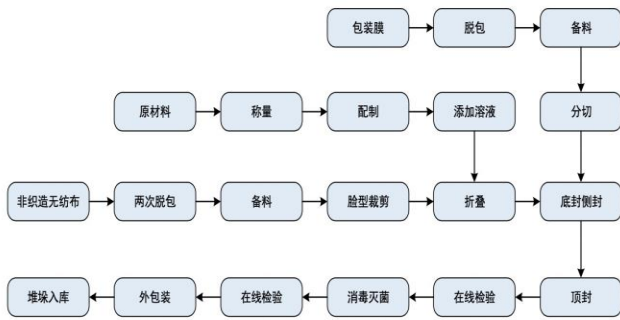 包装膜
脱包
备料
原材料
称量
配制
添加溶液
分切
非织造无纺布
两次脱包
备料
脸型裁剪
折叠
底封侧封
堆垛入库
外包装
在线检验
消毒灭菌
在线检验
顶封